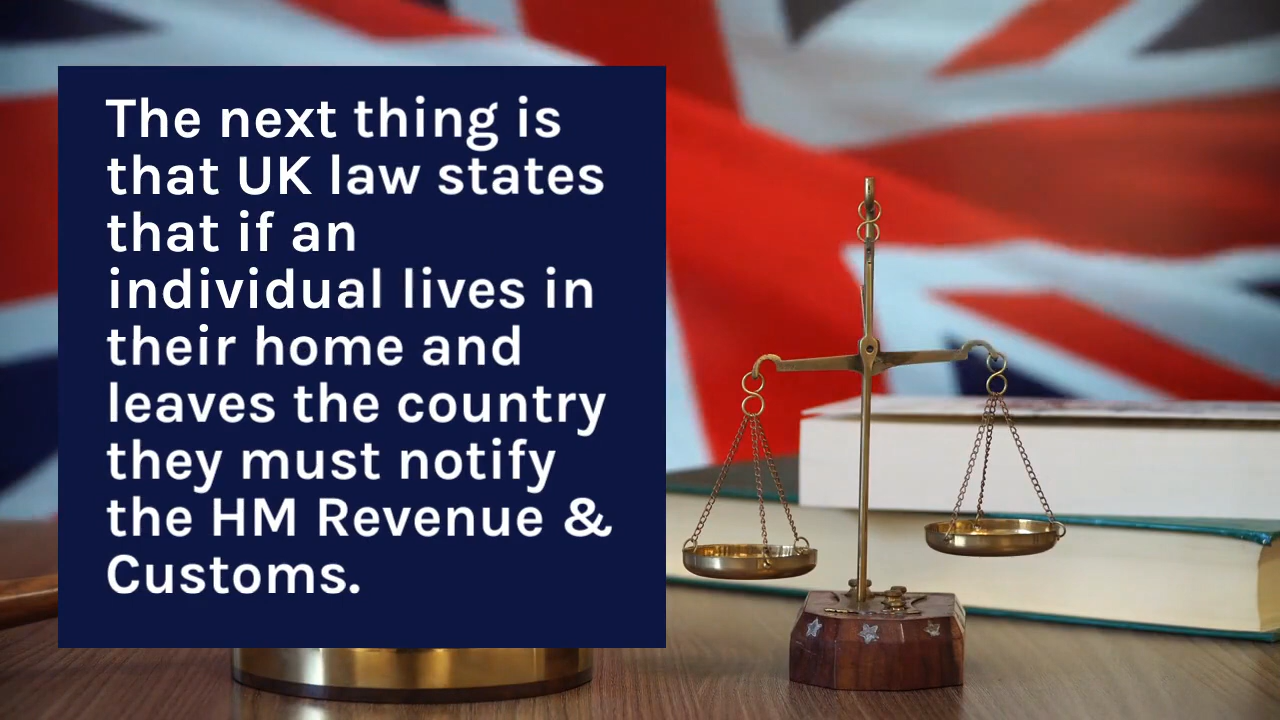 The next thing is
that UK law states
that if an
individual lives in
their home and
leaves the country
they must notify
the HM Revenue &
Customs.